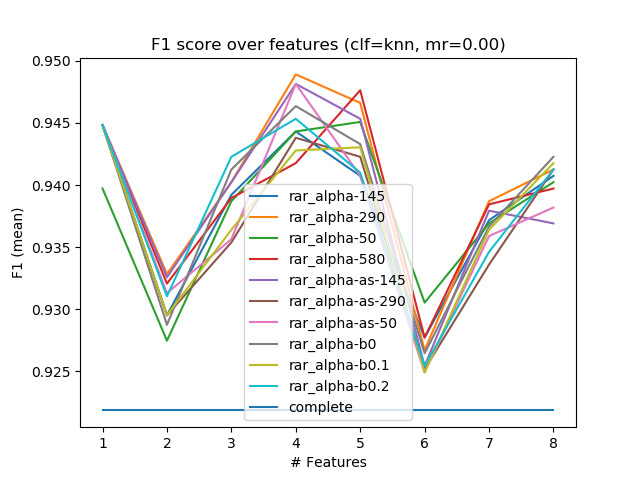 F1 score over features (clf=knn, mr=0.00)
0.950
0.945
0.940
0.935
0.930
0.925
F1 (mean)
rar_alpha-145
rar_alpha-290
rar_alpha-50
rar_alpha-580
rar_alpha-as-145
rar_alpha-as-290
rar_alpha-as-50
rar_alpha-b0
rar_alpha-b0.1
rar_alpha-b0.2
complete
1 2 3 4 5 6 7 8
# Features